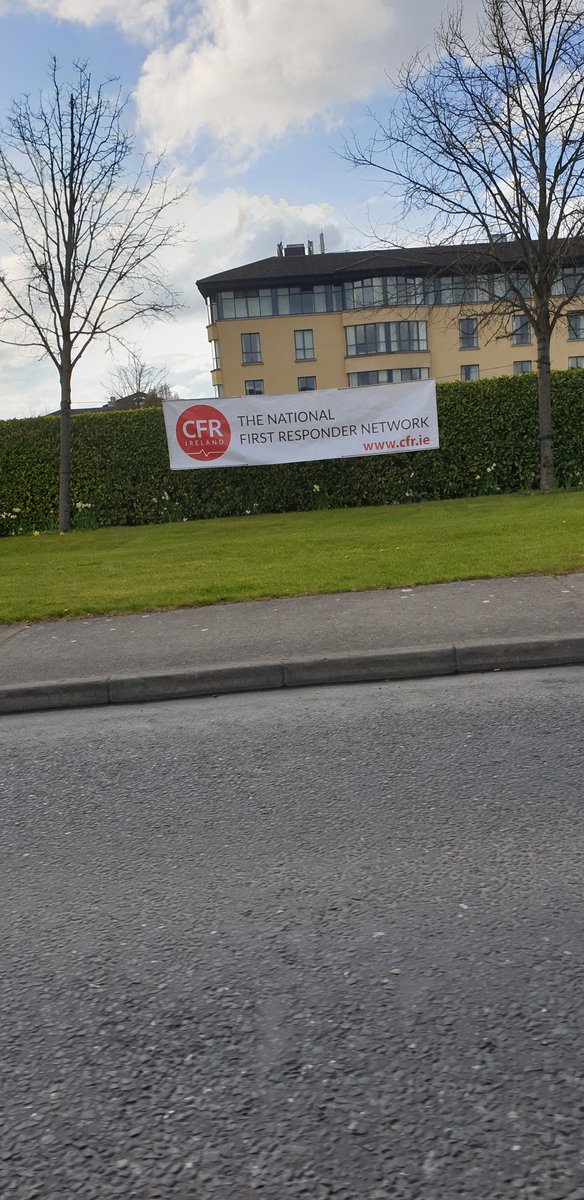 CFR
IRELAND
THE NATIONAL
FIRST RESPONDER NETWORK
www.cfr.ie